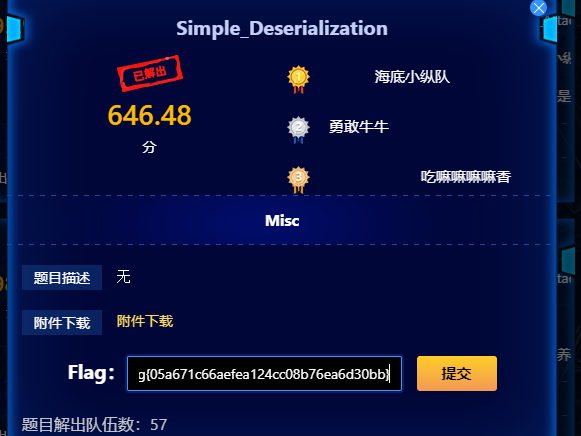 Simple_Deserialization
已解出
646.48
分
1
海底小纵队
2
勇敢牛牛
3
吃嘛嘛嘛嘛香
Misc
题目描述
无
附件下载
附件下载
Flag：
g{05a671c66aefea124cc08b76ea6d30bb}
提交
题目解出队伍数：57